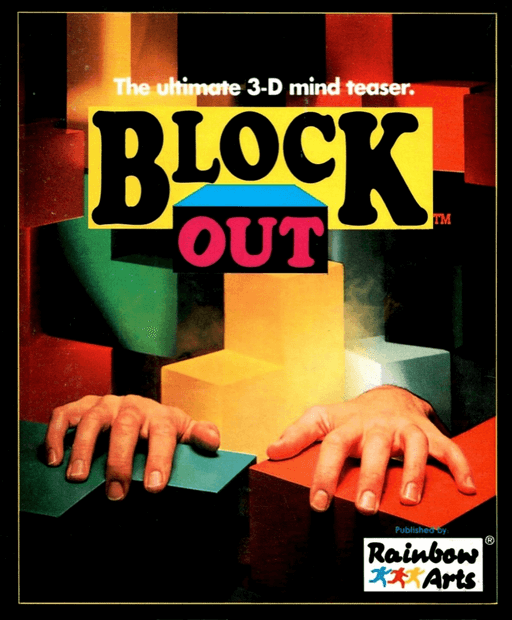 The ultimate 3-D mind teaser.
BLOCK
TM
OUT
Published by
Rainbow ®
Arts